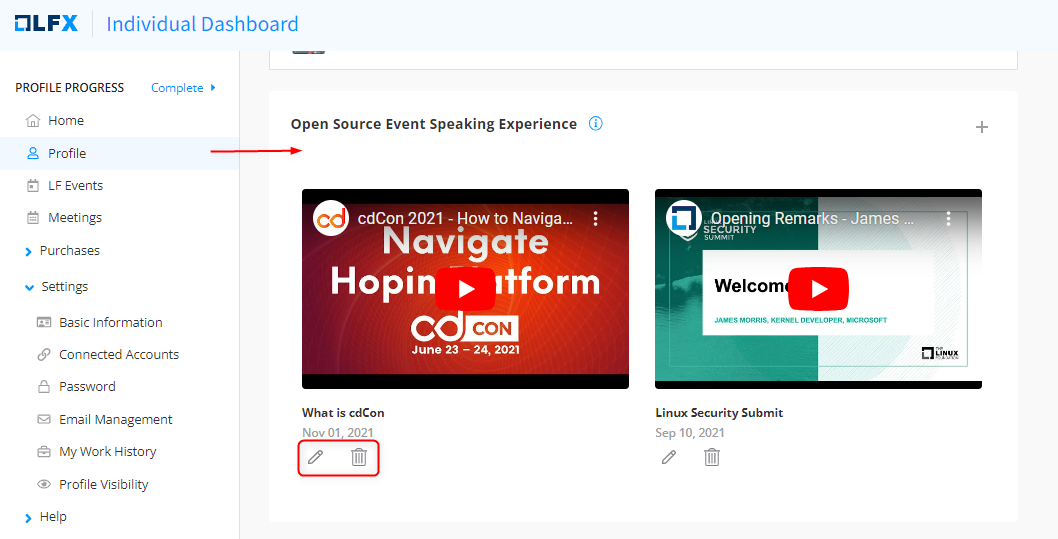 LFX
Individual Dashboard
PROFILE PROGRESS
Complete
Home
Profile
LF Events
Meetings
Purchases
Settings
Basic Information
Connected Accounts
Password
Email Management
My Work History
Profile Visibility
Help
Open Source Event Speaking Experience
cd
cdCon 2021 - How to Naviga...
Navigate
Hopin Platform
cd CON
June 23 – 24, 2021
What is cdCon
Nov 01, 2021
Opening Remarks - James ...
SECURITY
SUMMIT
Welcome
JAMES MORRIS, KERNEL DEVELOPER, MICROSOFT
THE
LINUX
FOUNDATION
Linux Security Submit
Sep 10, 2021